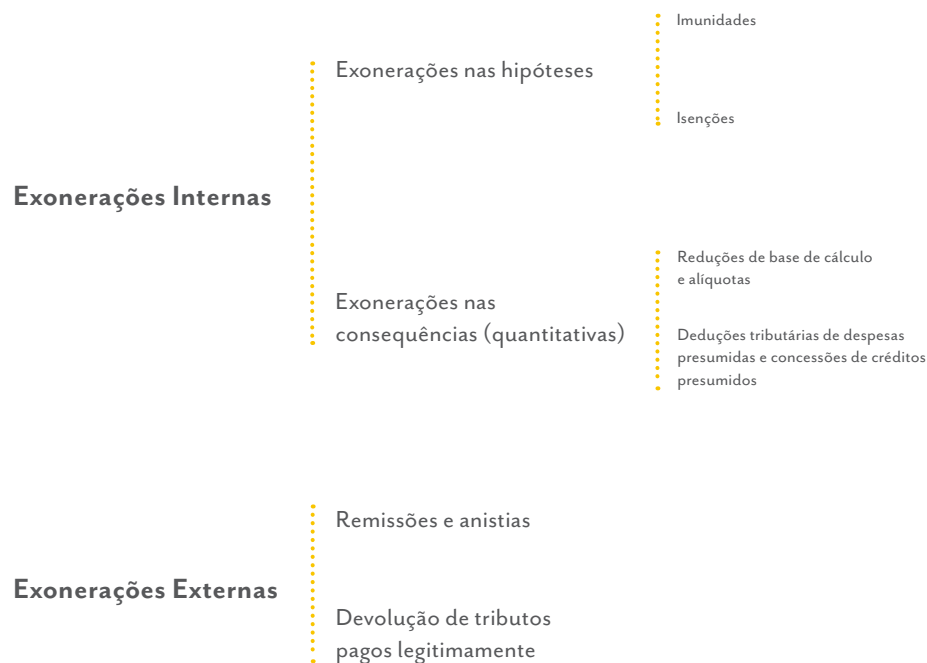 Imunidades
Exonerações nas hipóteses
Isenções
Exonerações Internas
Reduções de base de cálculo
e alíquotas
Exonerações nas
consequências (quantitativas)
Deduções tributárias de despesas
presumidas e concessões de créditos
presumidos
Remissões e anistias
Exonerações Externas
Devolução de tributos
pagos legitimamente